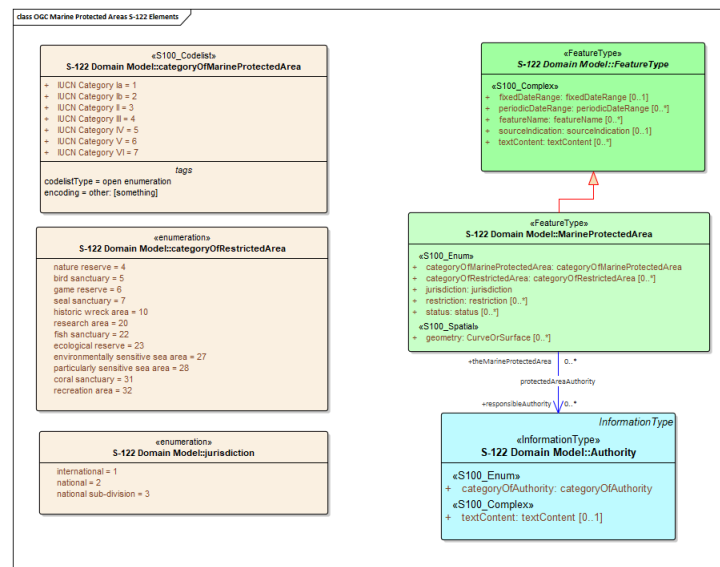 class OGC Marine Protected Areas S-122 Elements
«S100_Codelist»
S-122 Domain Model::categoryOfMarineProtectedArea
+ IUCN Category Ia = 1
+ IUCN Category Ib = 2
+ IUCN Category II = 3
+ IUCN Category III = 4
+ IUCN Category IV = 5
+ IUCN Category V = 6
+ IUCN Category VI = 7
tags
codelistType = open enumeration
encoding = other: [something]
«enumeration»
S-122 Domain Model::categoryOfRestrictedArea
nature reserve = 4
bird sanctuary = 5
game reserve = 6
seal sanctuary = 7
historic wreck area = 10
research area = 20
fish sanctuary = 22
ecological reserve = 23
environmentally sensitive sea area = 27
particularly sensitive sea area = 28
coral sanctuary = 31
recreation area = 32
«enumeration»
S-122 Domain Model::jurisdiction
international = 1
national = 2
national sub-division = 3
«FeatureType»
S-122 Domain Model::FeatureType
«S100_Complex»
+ fixedDateRange: fixedDateRange [0..1]
+ periodicDateRange: periodicDateRange [0..*]
+ featureName: featureName [0..*]
+ sourceIndication: sourceIndication [0..1]
+ textContent: textContent [0..*]
«FeatureType»
S-122 Domain Model::MarineProtectedArea
«S100_Enum»
+ categoryOfMarineProtectedArea: categoryOfMarineProtectedArea
+ categoryOfRestrictedArea: categoryOfRestrictedArea [0..*]
+ jurisdiction: jurisdiction
+ restriction: restriction [0..*]
+ status: status [0..*]
«S100_Spatial»
+ geometry: CurveOrSurface [0..*]
+theMarineProtectedArea 0..*
protectedAreaAuthority
+responsibleAuthority 0..*
InformationType
«InformationType»
S-122 Domain Model::Authority
«S100_Enum»
+ categoryOfAuthority: categoryOfAuthority
«S100_Complex»
+ textContent: textContent [0..1]